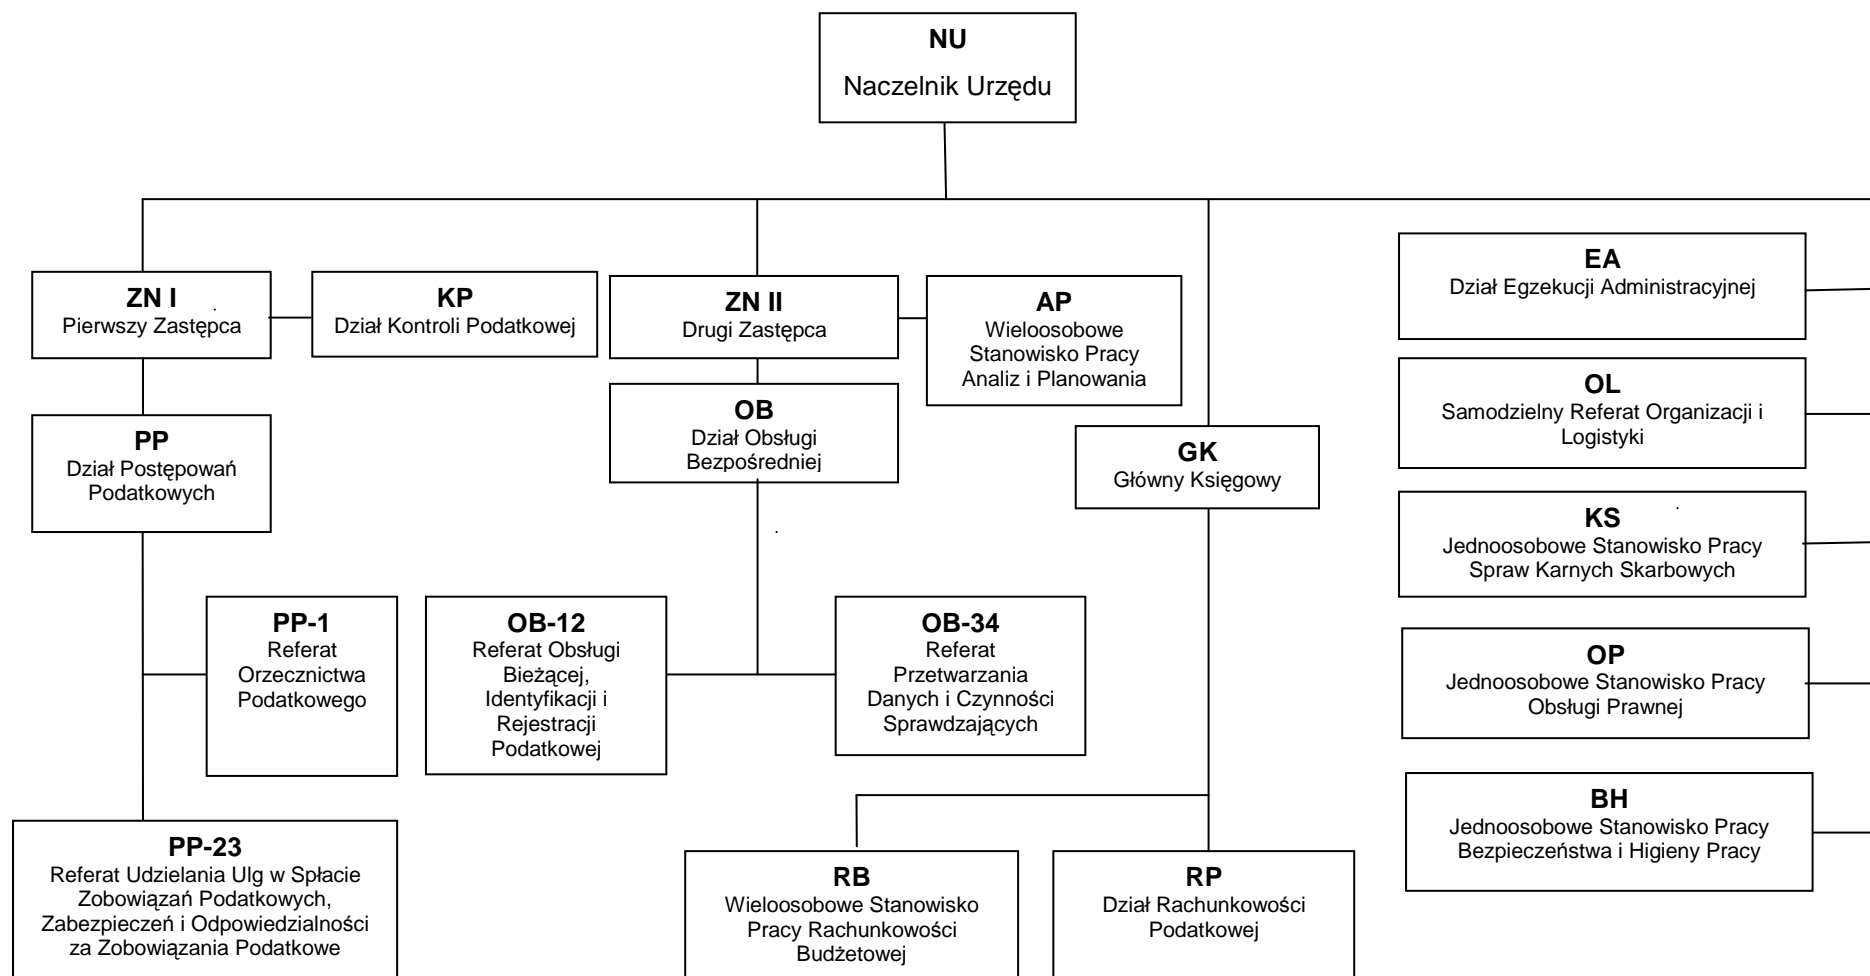 NU
Naczelnik Urzędu
ZN I
Pierwszy Zastępca
KP
Dział Kontroli Podatkowej
ZN II
Drugi Zastępca
AP
Wieloosobowe
Stanowisko Pracy
Analiz i Planowania
EA
Dział Egzekucji Administracyjnej
OL
Samodzielny Referat Organizacji i
Logistyki
PP
Dział Postępowań
Podatkowych
OB
Dział Obsługi
Bezpośredniej
GK
Główny Księgowy
KS
Jednoosobowe Stanowisko Pracy
Spraw Karnych Skarbowych
PP-1
Referat
Orzecznictwa
Podatkowego
OB-12
Referat Obsługi
Bieżącej,
Identyfikacji i
Rejestracji
Podatkowej
OB-34
Referat
Przetwarzania
Danych i Czynności
Sprawdzających
OP
Jednoosobowe Stanowisko Pracy
Obsługi Prawnej
BH
Jednoosobowe Stanowisko Pracy
Bezpieczeństwa i Higieny Pracy
PP-23
Referat Udzielania Ulg w Spłacie
Zobowiązań Podatkowych,
Zabezpieczeń i Odpowiedzialności
za Zobowiązania Podatkowe
RB
Wieloosobowe Stanowisko
Pracy Rachunkowości
Budżetowej
RP
Dział Rachunkowości
Podatkowej